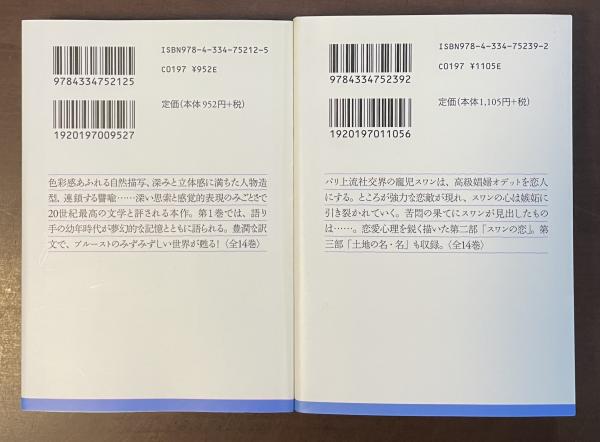 ISBN978-4-334-75212-5
C0197 ¥952E
9784334752125
定価(本体952円+税)
1920197009527
色彩感あふれる自然描写、深みと立体感に満ちた人物造
型、連鎖する譬喩……深い思索と感覚的表現のみごとさで
20世紀最高の文学と評される本作。第1巻では、語り
手の幼年時代が夢幻的な記憶とともに語られる。豊潤な訳
文で、プルーストのみずみずしい世界が甦る!〈全14巻〉
ISBN978-4-334-75239-2
C0197 ¥1105E
9784334752392
定価(本体1,105円+税)
1920197011056
パリ上流社交界の寵児スワンは、高級娼婦オデットを恋人
にする。ところが強力な恋敵が現れ、スワンの心は嫉妬に
引き裂かれていく。苦悶の果てにスワンが見出したもの
は……。恋愛心理を鋭く描いた第二部「スワンの恋」。第
三部「土地の名・名」も収録。〈全14巻〉